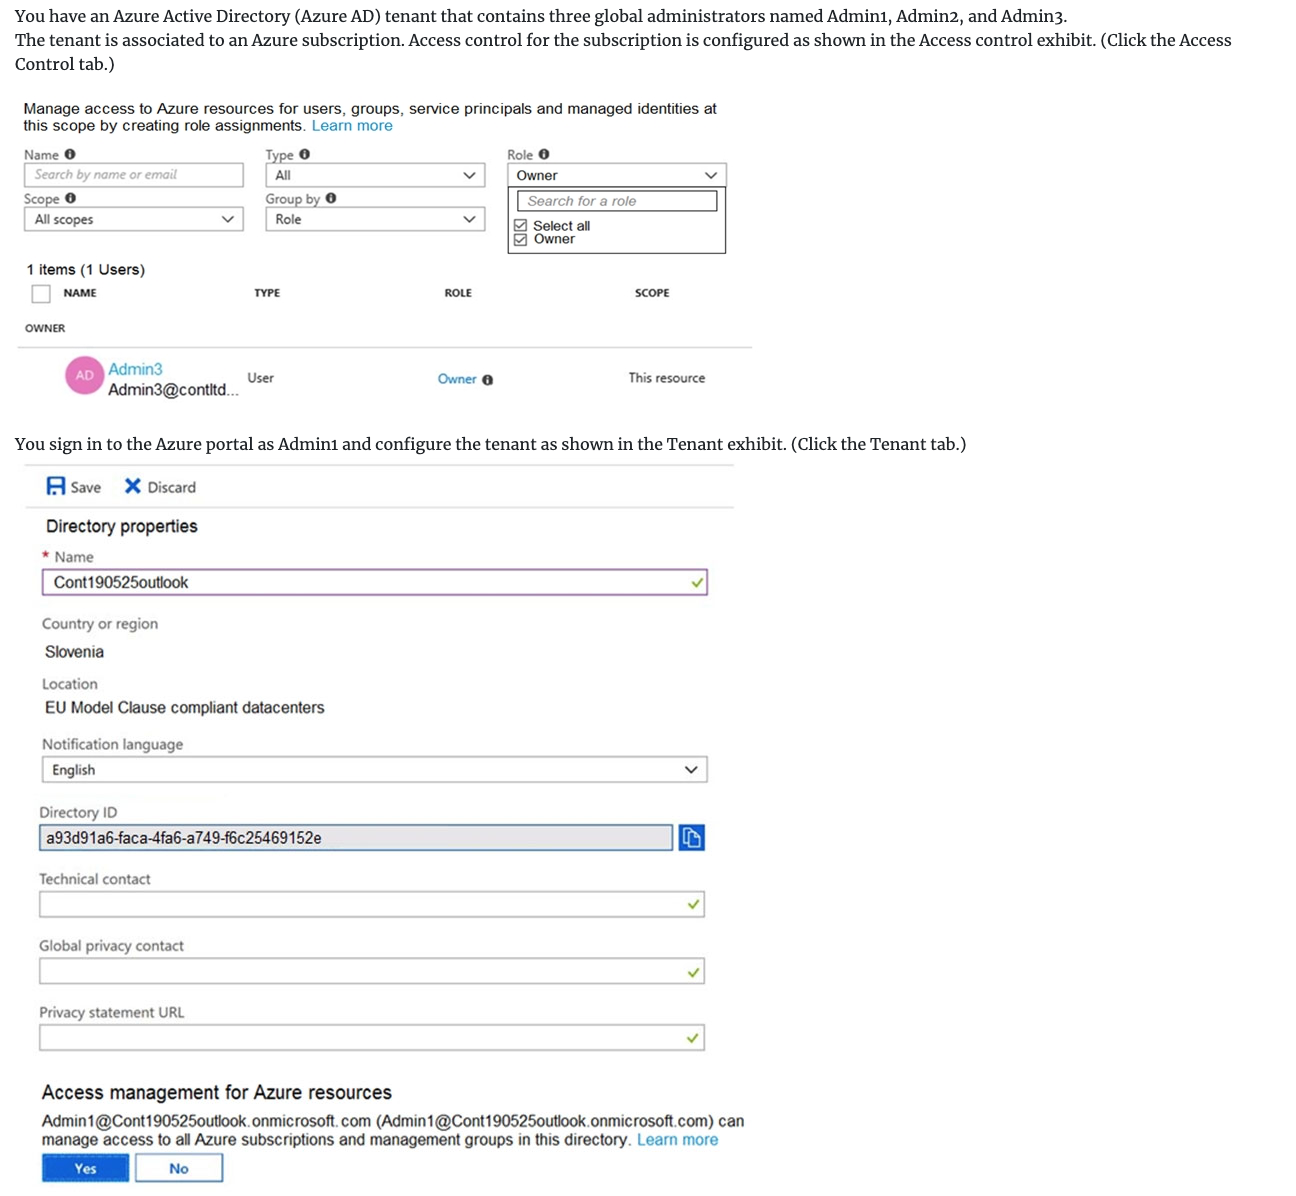 You have an Azure Active Directory (Azure AD) tenant that contains three global administrators named Admin1, Admin2, and Admin3.
The tenant is associated to an Azure subscription. Access control for the subscription is configured as shown in the Access control exhibit. (Click the Access
Control tab.)
Manage access to Azure resources for users, groups, service principals and managed identities at
this scope by creating role assignments. Learn more
Name Type Role
Search by name or email All Owner
Scope Group by Search for a role
All scopes Role Select all
Owner
1 items (1 Users)
NAME TYPE ROLE SCOPE
OWNER
AD Admin3 User Owner This resource
Admin3@contltd...
You sign in to the Azure portal as Admin1 and configure the tenant as shown in the Tenant exhibit. (Click the Tenant tab.)
Save Discard
Directory properties
* Name
Cont190525outlook
Country or region
Slovenia
Location
EU Model Clause compliant datacenters
Notification language
English
Directory ID
a93d91a6-faca-4fa6-a749-f6c25469152e
Technical contact
Global privacy contact
Privacy statement URL
Access management for Azure resources
Admin1@Cont190525outlook.onmicrosoft.com (Admin1@Cont190525outlook.onmicrosoft.com) can
manage access to all Azure subscriptions and management groups in this directory. Learn more
Yes No